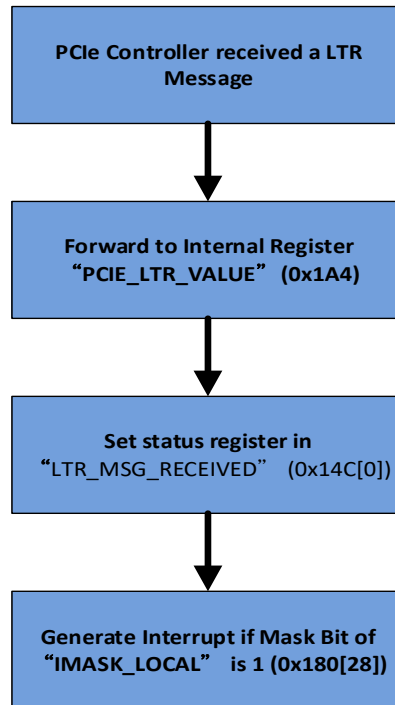 PCIe Controller received a LTR
Message
Forward to Internal Register
“PCIE_LTR_VALUE” (0x1A4)
Set status register in
“LTR_MSG_RECEIVED” (0x14C[0])
Generate Interrupt if Mask Bit of
“IMASK_LOCAL” is 1 (0x180[28])